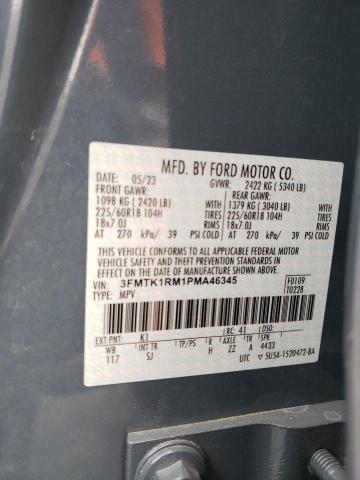 MFD. BY FORD MOTOR CO.
DATE: 05/23 GVWR: 2422 KG (5340 LB)
FRONT GAWR: REAR GAWR:
1098 KG (2420 LB) WITH 1379 KG (3040 LB) WITH
225/60R18 104H TIRES 225/60R18 104H TIRES
18x7.0J RIMS 18x7.0J RIMS
AT 270 kPa/ 39 PSI COLD AT 270 kPa/ 39 PSI COLD
THIS VEHICLE CONFORMS TO ALL APPLICABLE FEDERAL MOTOR
VEHICLE SAFETY AND THEFT PREVENTION STANDARDS IN EFFECT
ON THE DATE OF MANUFACTURE SHOWN ABOVE.
VIN: 3FMTK1RM1PMA46345 F0109
TYPE: MPV T0228
EXT PNT: K1 RC: 41 DSO:
WB INT TR TP/PS R AXLE TR SPR
117 SJ H ZZ A 4433
UTC 5U5A-1520472-BA